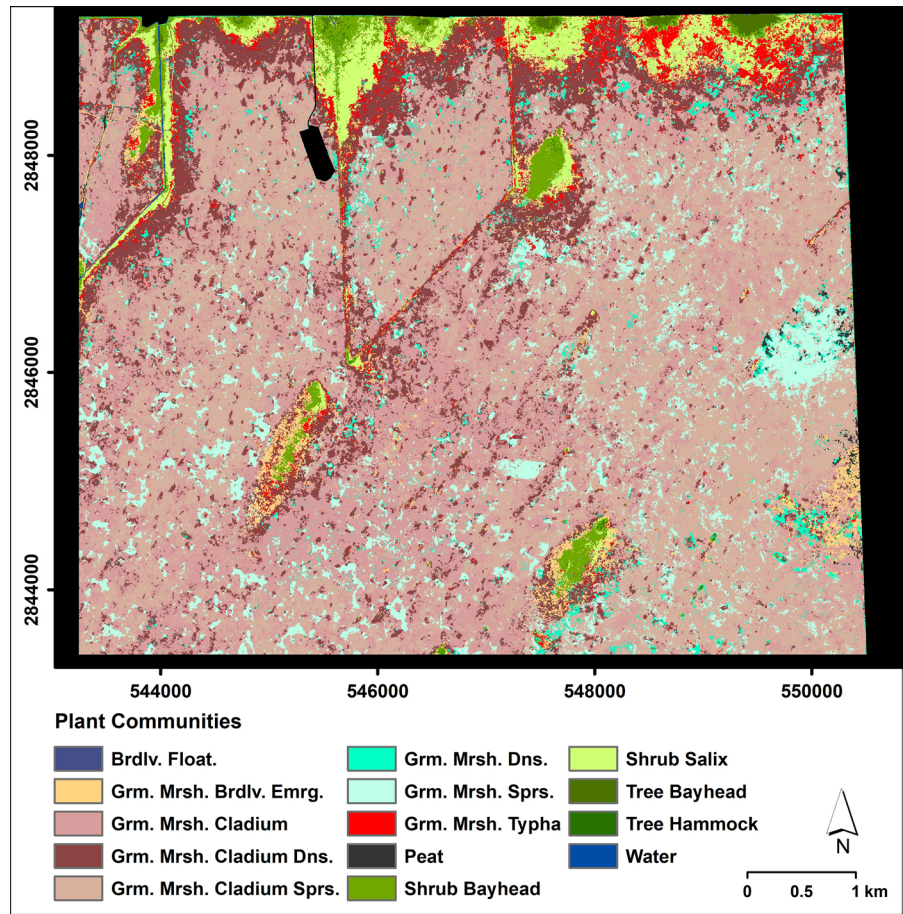 2848000
2846000
2844000
544000 546000 548000 550000
Plant Communities
Brdlv. Float.
Grm. Mrsh. Brdlv. Emrg.
Grm. Mrsh. Cladium
Grm. Mrsh. Cladium Dns.
Grm. Mrsh. Cladium Sprs.
Grm. Mrsh. Dns.
Grm. Mrsh. Sprs.
Grm. Mrsh. Typha
Peat
Shrub Bayhead
Shrub Salix
Tree Bayhead
Tree Hammock
Water
N
0 0.5 1 km